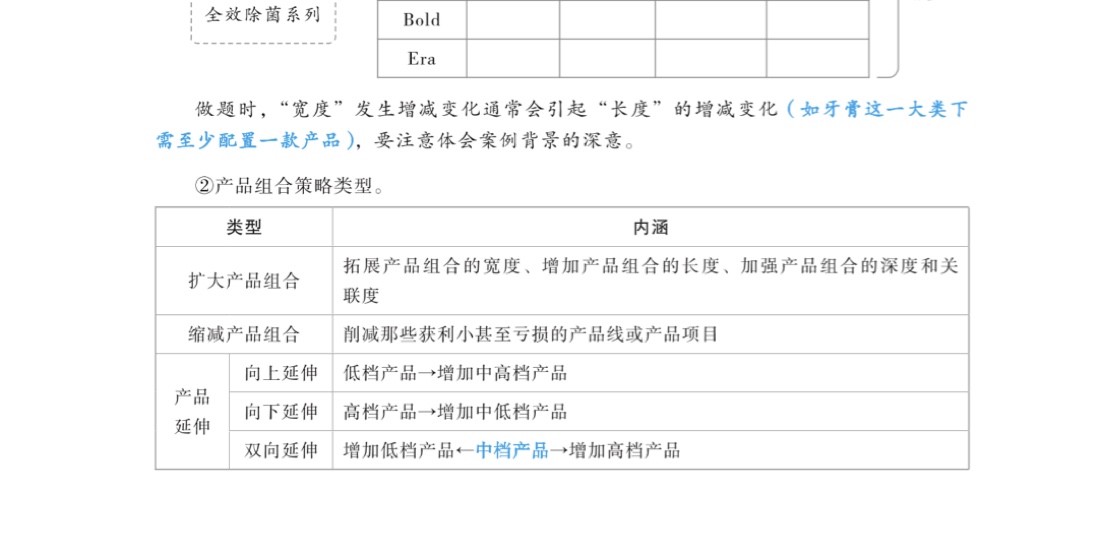 全效除菌系列
Bold
Era
做题时，“宽度”发生增减变化通常会引起“长度”的增减变化（如牙膏这一大类下
需至少配置一款产品），要注意体会案例背景的深意。
②产品组合策略类型。
类型 内涵
扩大产品组合 拓展产品组合的宽度、增加产品组合的长度、加强产品组合的深度和关
联度
缩减产品组合 削减那些获利小甚至亏损的产品线或产品项目
产品
延伸
向上延伸 低档产品→增加中高档产品
向下延伸 高档产品→增加中低档产品
双向延伸 增加低档产品←中档产品→增加高档产品